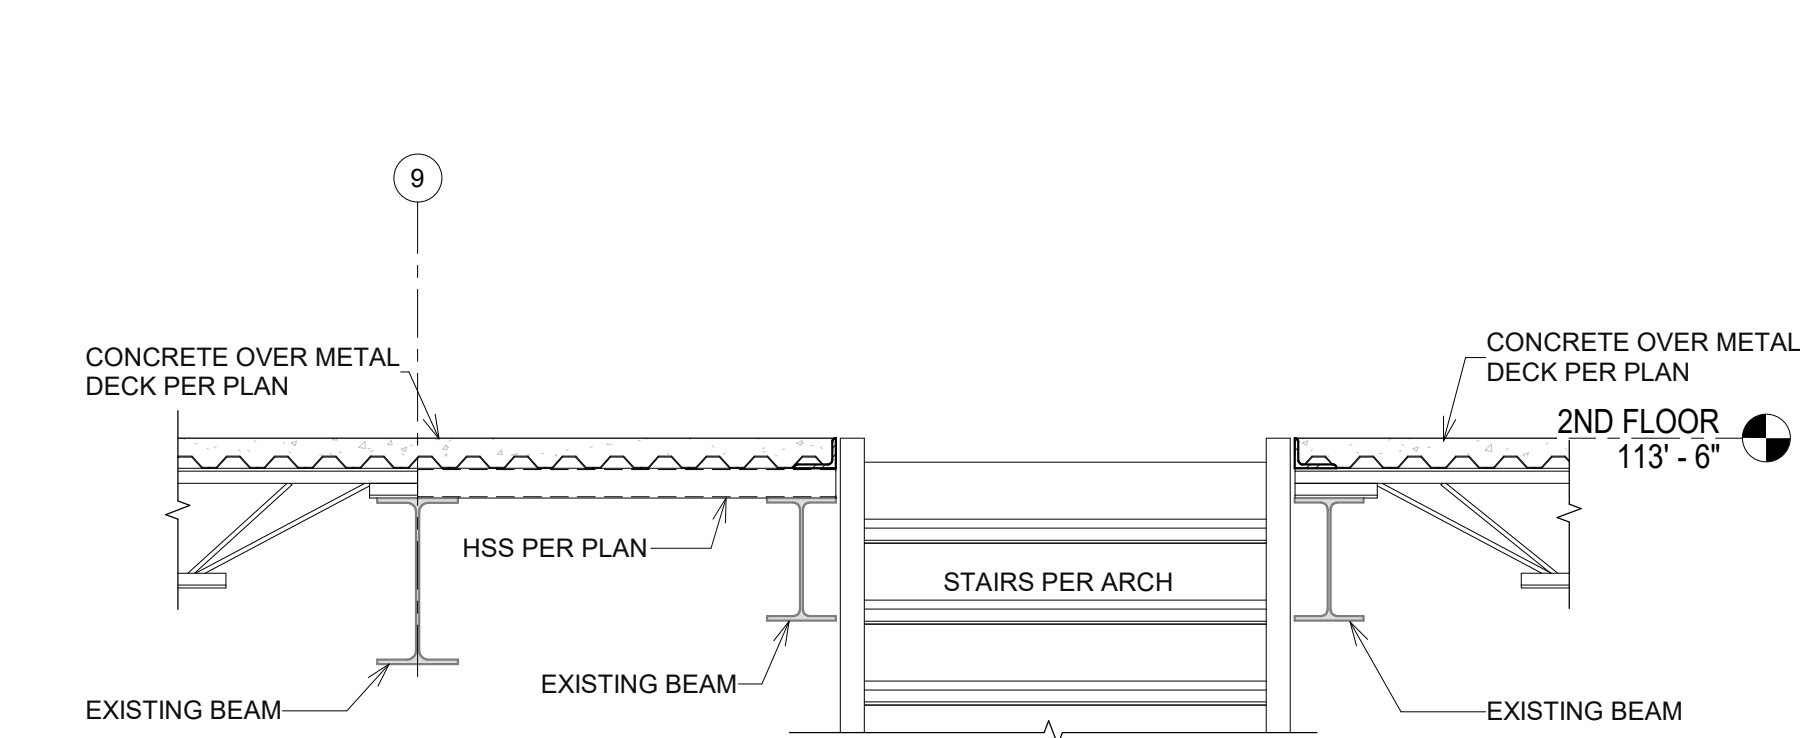 9
CONCRETE OVER METAL
DECK PER PLAN
CONCRETE OVER METAL
DECK PER PLAN
2ND FLOOR
113' - 6"
HSS PER PLAN
STAIRS PER ARCH
EXISTING BEAM
EXISTING BEAM
EXISTING BEAM